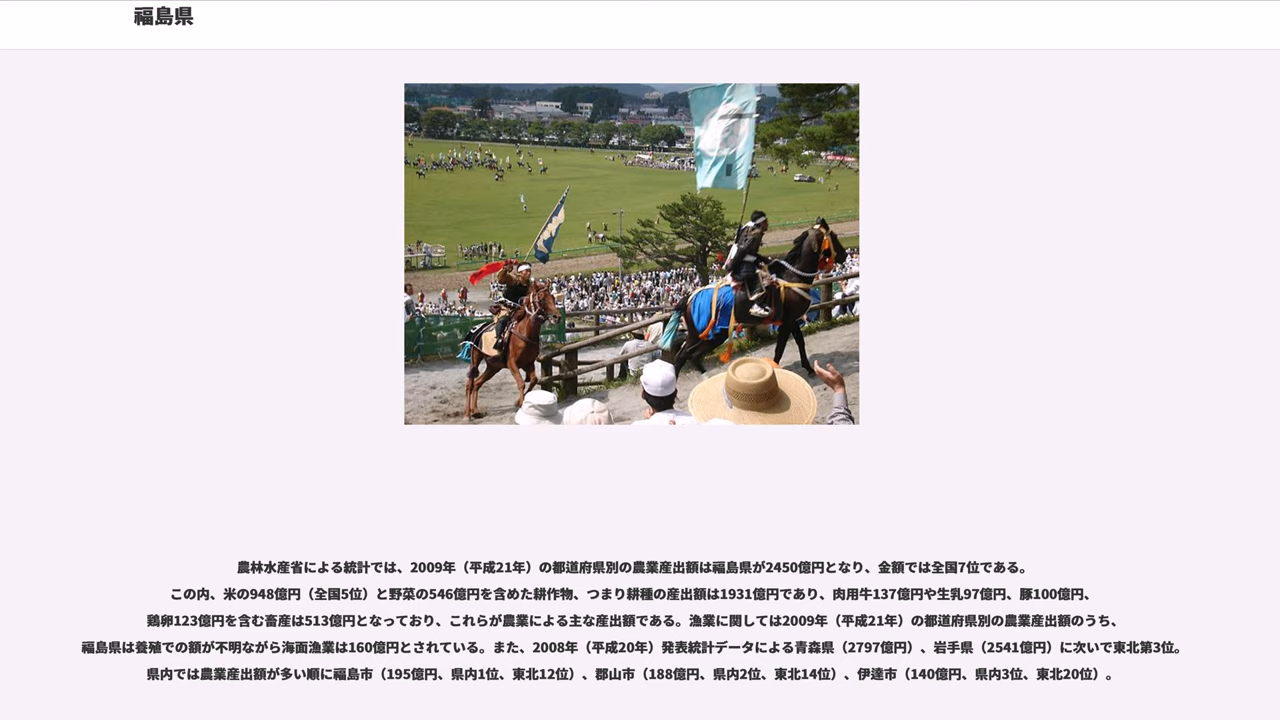 福島県
農林水産省による統計では、2009年（平成21年）の都道府県別の農業産出額は福島県が2450億円となり、金額では全国7位である。
この内、米の948億円（全国5位）と野菜の546億円を含めた耕作物、つまり耕種の産出額は1931億円であり、肉用牛137億円や生乳97億円、豚100億円、
鶏卵123億円を含む畜産は513億円となっており、これらが農業による主な産出額である。漁業に関しては2009年（平成21年）の都道府県別の農業産出額のうち、
福島県は養殖での額が不明ながら海面漁業は160億円とされている。また、2008年（平成20年）発表統計データによる青森県（2797億円）、岩手県（2541億円）に次いで東北第3位。
県内では農業産出額が多い順に福島市（195億円、県内1位、東北12位）、郡山市（188億円、県内2位、東北14位）、伊達市（140億円、県内3位、東北20位）。